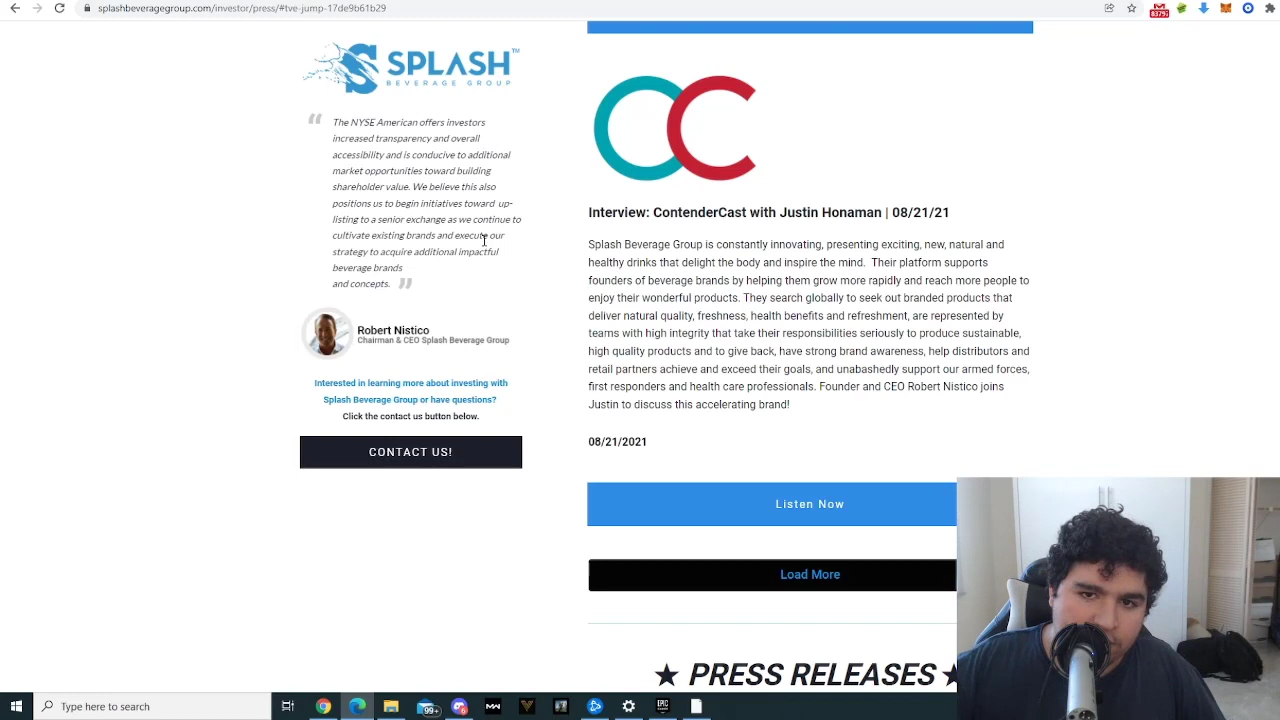 splashbeveragegroup.com/investor/press/#tve-jump-17de9b61b29
SPLASH™
BEVERAGE GROUP
“ The NYSE American offers investors
increased transparency and overall
accessibility and is conducive to additional
market opportunities toward building
shareholder value. We believe this also
positions us to begin initiatives toward up-
listing to a senior exchange as we continue to
cultivate existing brands and execute our
strategy to acquire additional impactful
beverage brands
and concepts. ”
Robert Nistico
Chairman & CEO Splash Beverage Group
Interested in learning more about investing with
Splash Beverage Group or have questions?
Click the contact us button below.
CONTACT US!
CC
Interview: ContenderCast with Justin Honaman | 08/21/21
Splash Beverage Group is constantly innovating, presenting exciting, new, natural and
healthy drinks that delight the body and inspire the mind. Their platform supports
founders of beverage brands by helping them grow more rapidly and reach more people to
enjoy their wonderful products. They search globally to seek out branded products that
deliver natural quality, freshness, health benefits and refreshment, are represented by
teams with high integrity that take their responsibilities seriously to produce sustainable,
high quality products and to give back, have strong brand awareness, help distributors and
retail partners achieve and exceed their goals, and unabashedly support our armed forces,
first responders and health care professionals. Founder and CEO Robert Nistico joins
Justin to discuss this accelerating brand!
08/21/2021
Listen Now
Load More
★ PRESS RELEASES ★
Type here to search
99+
EPIC